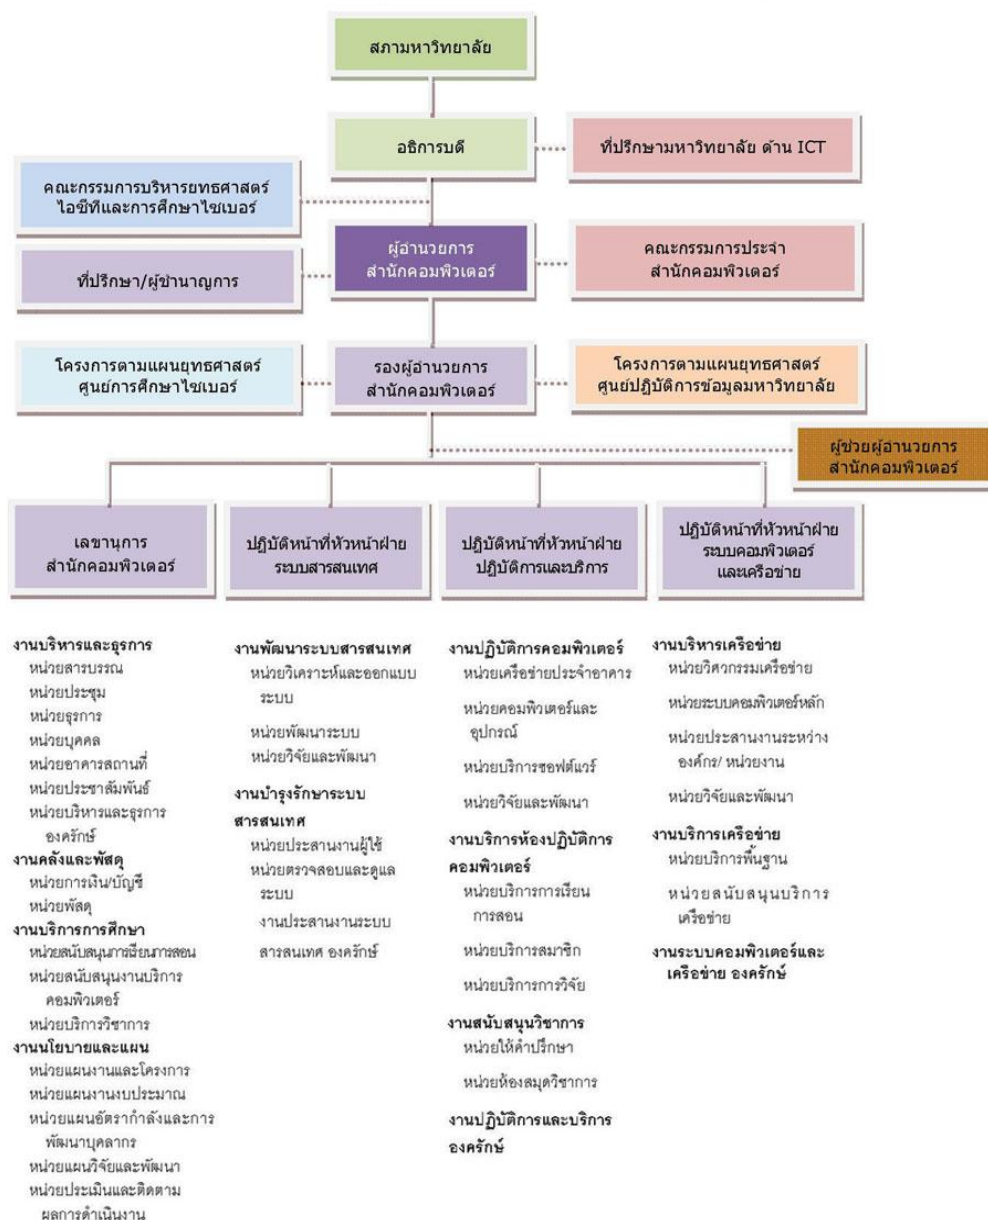 สภามหาวิทยาลัย
อธิการบดี
ที่ปรึกษามหาวิทยาลัย ด้าน ICT
คณะกรรมการบริหารยทธศาสตร์
ไอซีทีและการศึกษาไซเบอร์
ผู้อำนวยการ
สำนักคอมพิวเตอร์
คณะกรรมการประจำ
สำนักคอมพิวเตอร์
ที่ปรึกษา/ผู้ชำนาญการ
โครงการตามแผนยุทธศาสตร์
ศูนย์การศึกษาไซเบอร์
รองผู้อำนวยการ
สำนักคอมพิวเตอร์
โครงการตามแผนยุทธศาสตร์
ศูนย์ปฏิบัติการข้อมูลมหาวิทยาลัย
ผู้ช่วยผู้อำนวยการ
สำนักคอมพิวเตอร์
เลขานุการ
สำนักคอมพิวเตอร์
ปฏิบัติหน้าที่หัวหน้าฝ่าย
ระบบสารสนเทศ
ปฏิบัติหน้าที่หัวหน้าฝ่าย
ปฏิบัติการและบริการ
ปฏิบัติหน้าที่หัวหน้าฝ่าย
ระบบคอมพิวเตอร์
และเครือข่าย
งานบริหารและธุรการ
หน่วยสารบรรณ
หน่วยประชุม
หน่วยธุรการ
หน่วยบุคคล
หน่วยอาคารสถานที่
หน่วยประชาสัมพันธ์
หน่วยบริหารและธุรการ
องครักษ์
งานคลังและพัสดุ
หน่วยการเงิน/บัญชี
หน่วยพัสดุ
งานบริการการศึกษา
หน่วยสนับสนุนการเรียนการสอน
หน่วยสนับสนุนงานบริการ
คอมพิวเตอร์
หน่วยบริการวิชาการ
งานนโยบายและแผน
หน่วยแผนงานและโครงการ
หน่วยแผนงานงบประมาณ
หน่วยแผนอัตรากำลังและการ
พัฒนาบุคลากร
หน่วยแผนวิจัยและพัฒนา
หน่วยประเมินและติดตาม
ผลการดำเนินงาน
งานพัฒนาระบบสารสนเทศ
หน่วยวิเคราะห์และออกแบบ
ระบบ
หน่วยพัฒนาระบบ
หน่วยวิจัยและพัฒนา
งานบำรุงรักษาระบบ
สารสนเทศ
หน่วยประสานงานผู้ใช้
หน่วยตรวจสอบและดูแล
ระบบ
งานประสานงานระบบ
สารสนเทศ องครักษ์
งานปฏิบัติการคอมพิวเตอร์
หน่วยเครือข่ายประจำอาคาร
หน่วยคอมพิวเตอร์และ
อุปกรณ์
หน่วยบริการซอฟต์แวร์
หน่วยวิจัยและพัฒนา
งานบริการห้องปฏิบัติการ
คอมพิวเตอร์
หน่วยบริการการเรียน
การสอน
หน่วยบริการสมาชิก
หน่วยบริการการวิจัย
งานสนับสนุนวิชาการ
หน่วยให้คำปรึกษา
หน่วยห้องสมุดวิชาการ
งานปฏิบัติการและบริการ
องครักษ์
งานบริหารเครือข่าย
หน่วยวิศวกรรมเครือข่าย
หน่วยระบบคอมพิวเตอร์หลัก
หน่วยประสานงานระหว่าง
องค์กร/ หน่วยงาน
หน่วยวิจัยและพัฒนา
งานบริการเครือข่าย
หน่วยบริการพื้นฐาน
หน่วยสนับสนุนบริการ
เครือข่าย
งานระบบคอมพิวเตอร์และ
เครือข่าย องครักษ์